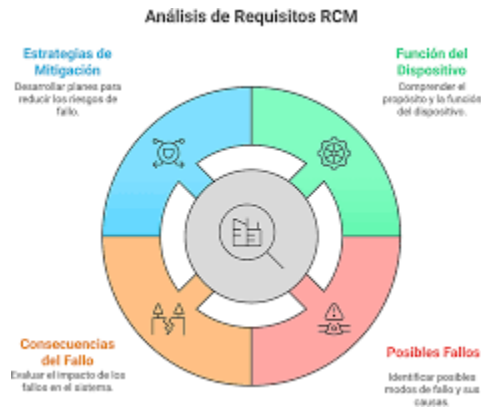 Análisis de Requisitos RCM
Estrategias de
Mitigación
Desarrollar planes para
reducir los riesgos de
fallo.
Función del
Dispositivo
Comprender el
propósito y la función
del dispositivo.
Consecuencias
del Fallo
Evaluar el impacto de los
fallos en el sistema.
Posibles Fallos
Identificar posibles
modos de fallo y sus
causas.